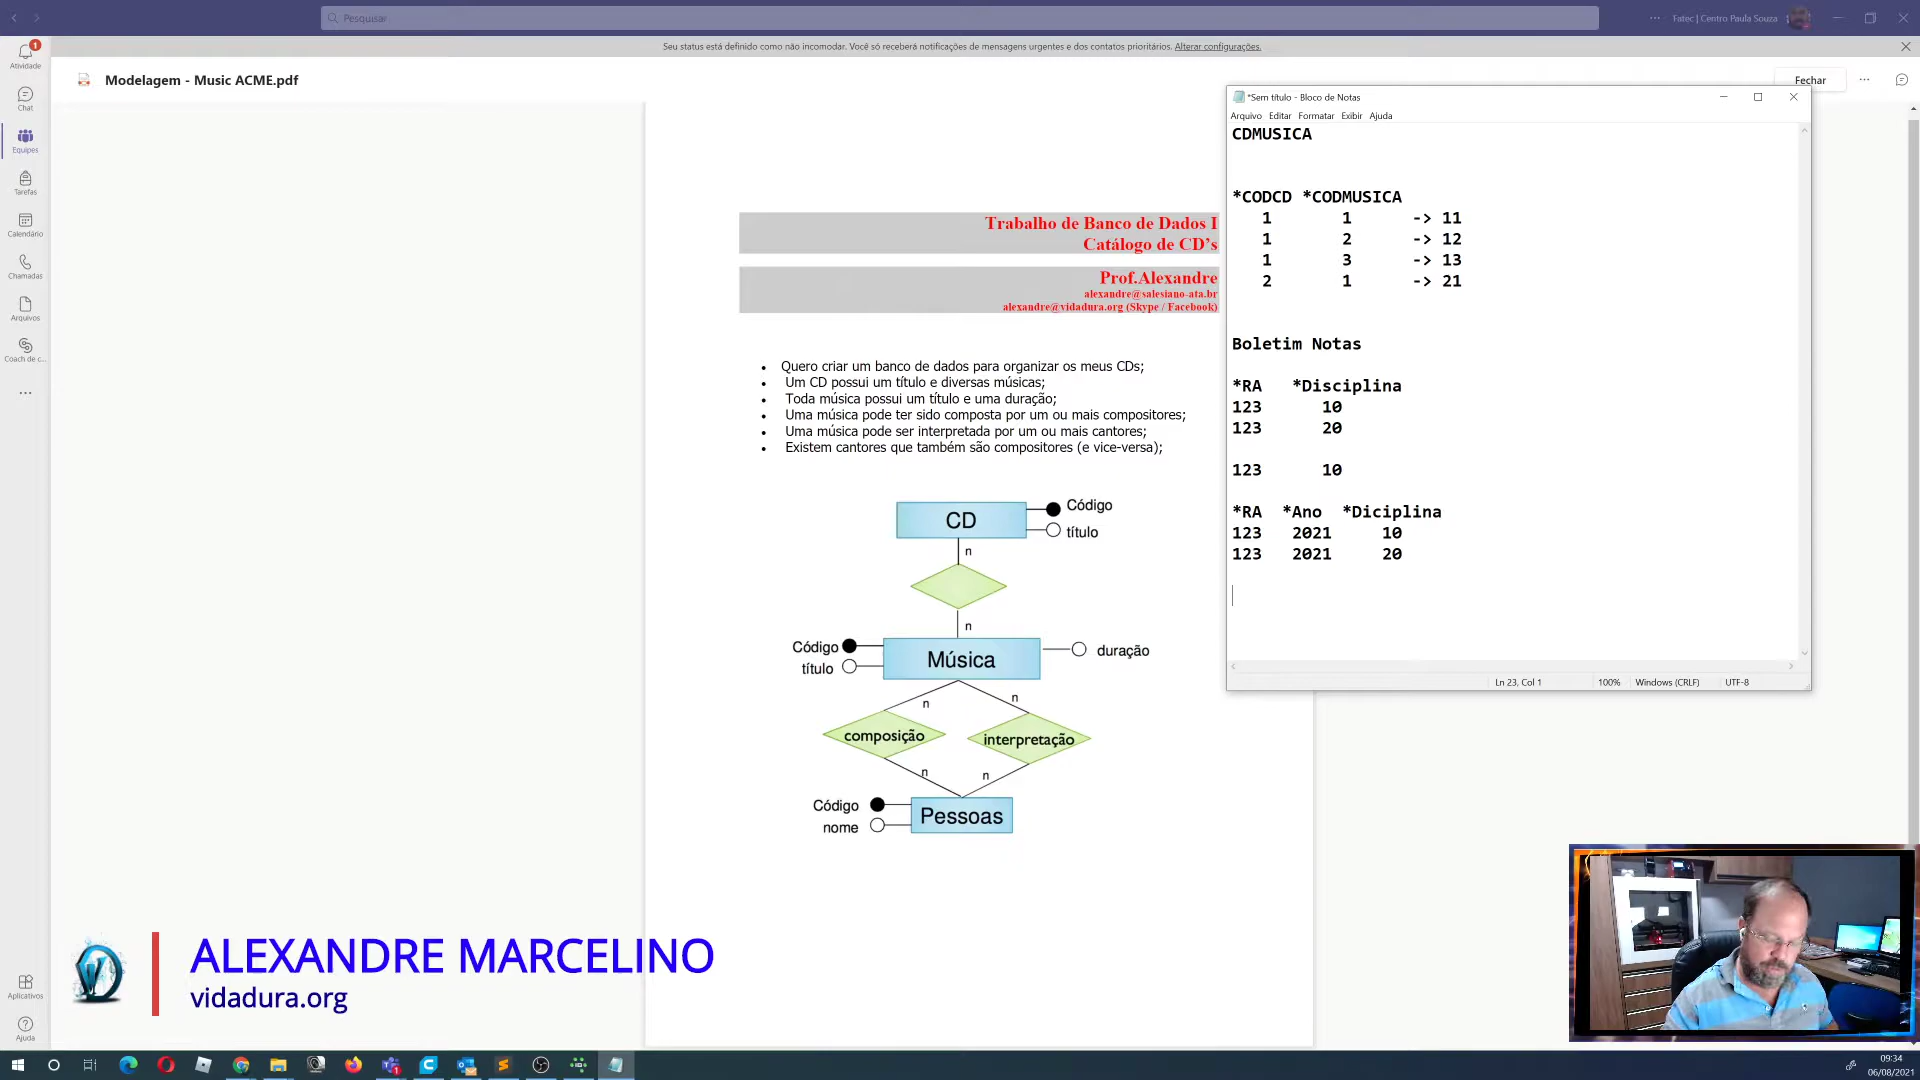 Pesquisar
Fatec | Centro Paula Souza
Seu status está definido como não incomodar. Você só receberá notificações de mensagens urgentes e dos contatos prioritários. Alterar configurações.
1
Atividade
Chat
Equipes
Tarefas
Calendário
Chamadas
Arquivos
Coach de c...
Aplicativos
Ajuda
Modelagem - Music ACME.pdf
Fechar
Trabalho de Banco de Dados I
Catálogo de CD's
Prof.Alexandre
alexandre@salesiano-ata.br
alexandre@vidadura.org (Skype / Facebook)
• Quero criar um banco de dados para organizar os meus CDs;
• Um CD possui um título e diversas músicas;
• Toda música possui um título e uma duração;
• Uma música pode ter sido composta por um ou mais compositores;
• Uma música pode ser interpretada por um ou mais cantores;
• Existem cantores que também são compositores (e vice-versa);
CD
Código
título
n
n
Código
título
Música
duração
n
n
composição
interpretação
n
n
Código
nome
Pessoas
*Sem título - Bloco de Notas
Arquivo Editar Formatar Exibir Ajuda
CDMUSICA
*CODCD *CODMUSICA
1 1 -> 11
1 2 -> 12
1 3 -> 13
2 1 -> 21
Boletim Notas
*RA *Disciplina
123 10
123 20
123 10
*RA *Ano *Diciplina
123 2021 10
123 2021 20
Ln 23, Col 1
100%
Windows (CRLF)
UTF-8
ALEXANDRE MARCELINO
vidadura.org
09:34
06/08/2021